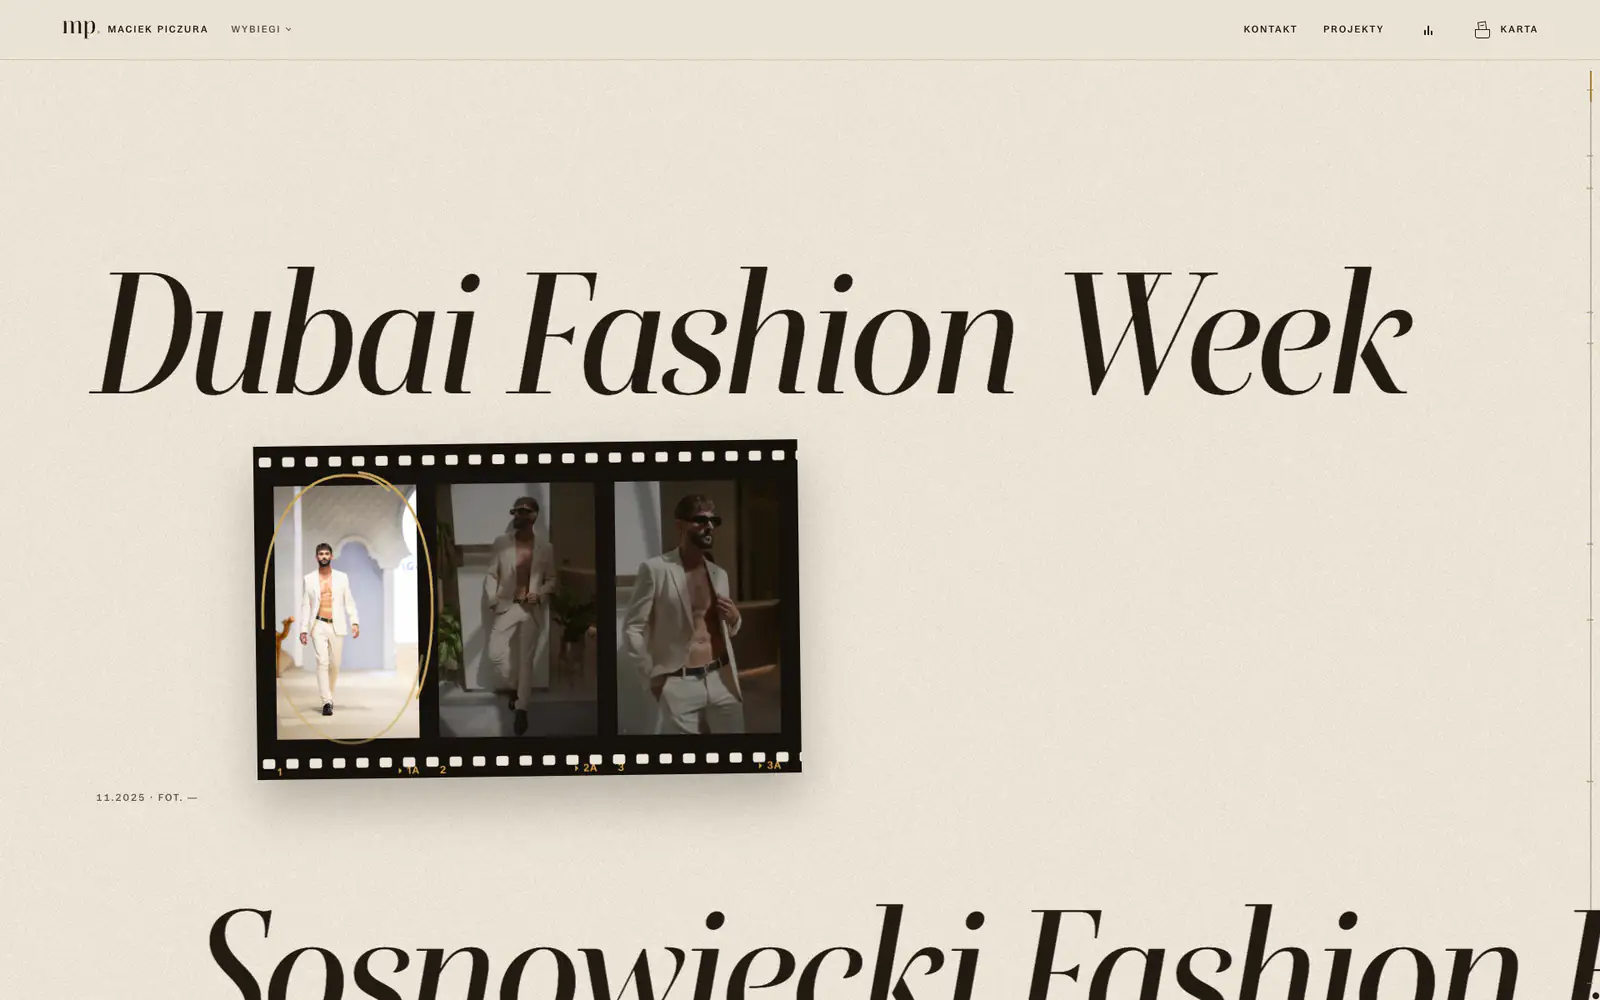 mp. MACIEK PICZURA WYBIEGI KONTAKT PROJEKTY KARTA
Dubai Fashion Week
1 1A 2 2A 3 3A
11.2025 · FOT. —
Sosnowiecki Fashion